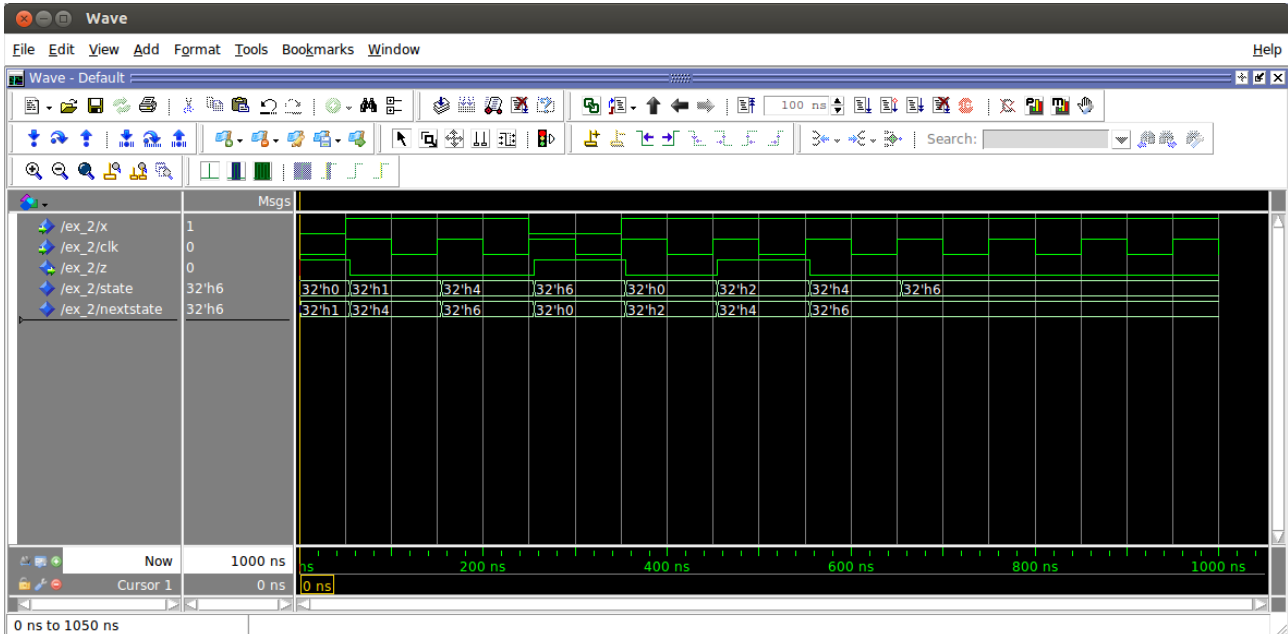 Wave
File Edit View Add Format Tools Bookmarks Window Help
Wave - Default
100 ns
Search:
Msgs
/ex_2/x 1
/ex_2/clk 0
/ex_2/z 0
/ex_2/state 32'h6 32'h0 32'h1 32'h4 32'h6 32'h0 32'h2 32'h4 32'h6
/ex_2/nextstate 32'h6 32'h1 32'h4 32'h6 32'h0 32'h2 32'h4 32'h6
Now 1000 ns ns 200 ns 400 ns 600 ns 800 ns 1000 ns
Cursor 1 0 ns 0 ns
0 ns to 1050 ns